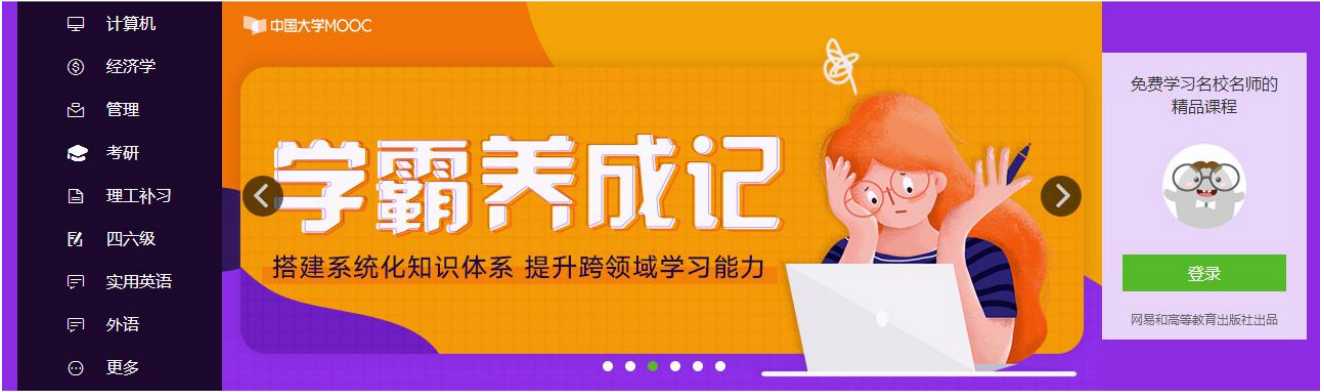 计算机
经济学
管理
考研
理工补习
四六级
实用英语
外语
更多
中国大学MOOC
学霸养成记
搭建系统化知识体系 提升跨领域学习能力
免费学习名校名师的
精品课程
登录
网易和高等教育出版社出品